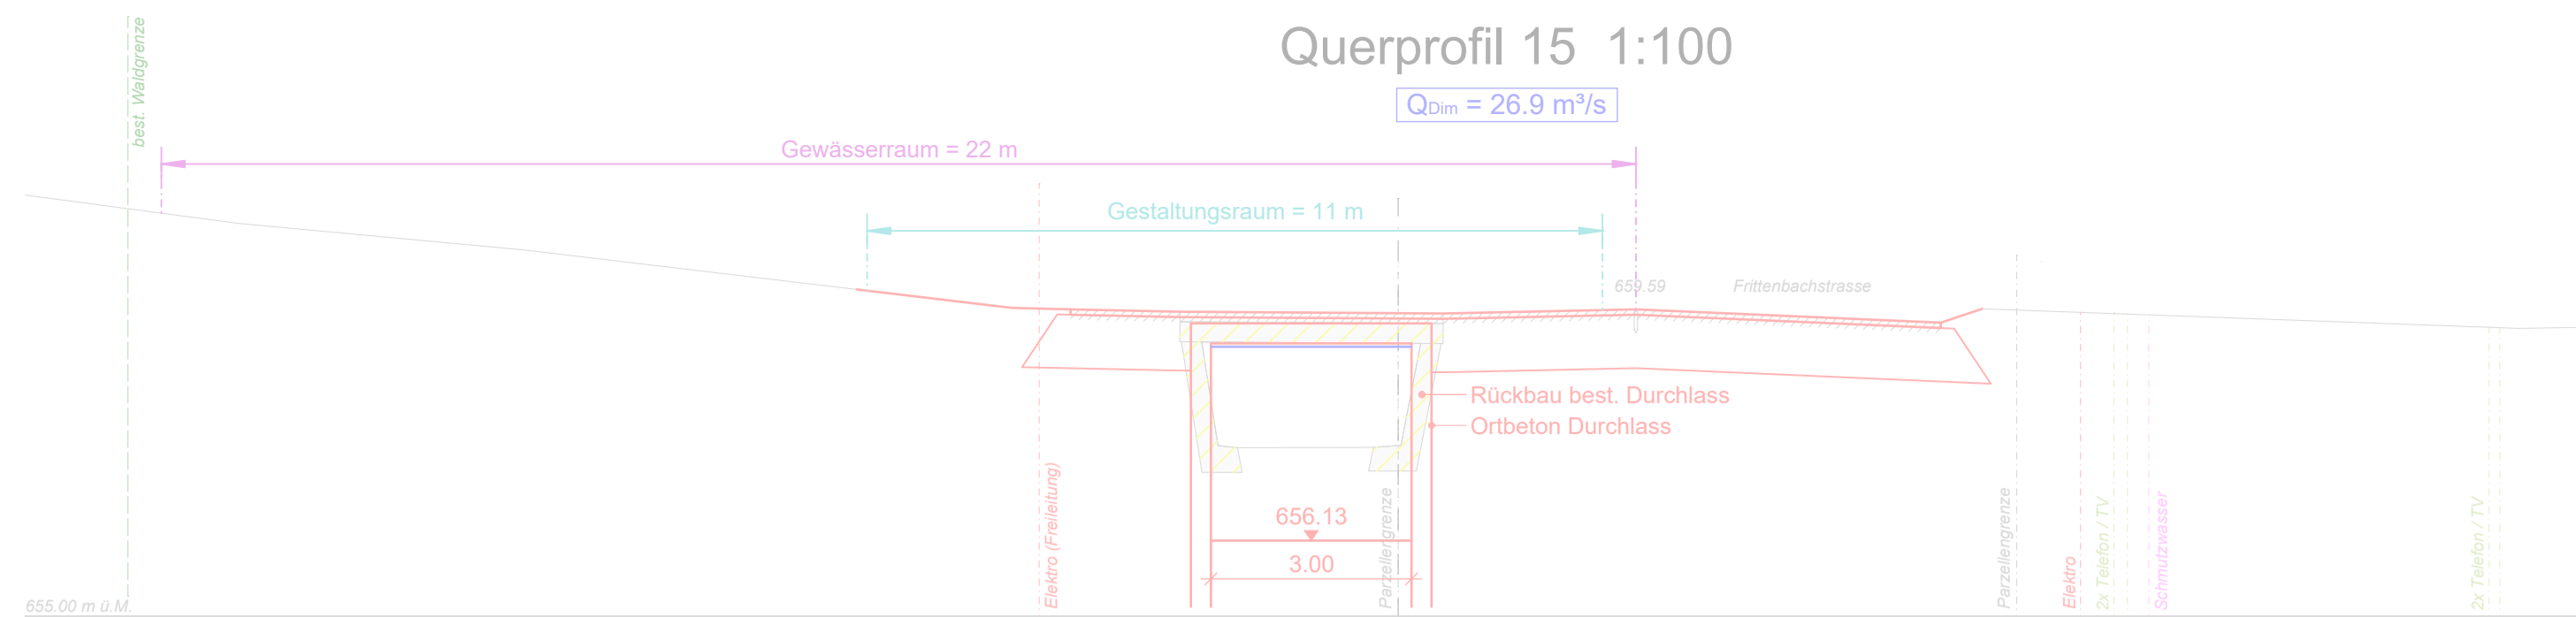 Querprofil 15 1:100
QDim = 26.9 m³/s
best. Waldgrenze
Gewässerraum = 22 m
Gestaltungsraum = 11 m
659.59
Frittenbachstrasse
Rückbau best. Durchlass
Ortbeton Durchlass
656.13
3.00
Elektro (Freileitung)
Parzellengrenze
Parzellengrenze
Elektro
2x Telefon / TV
Schmutzwasser
2x Telefon / TV
655.00 m ü.M.